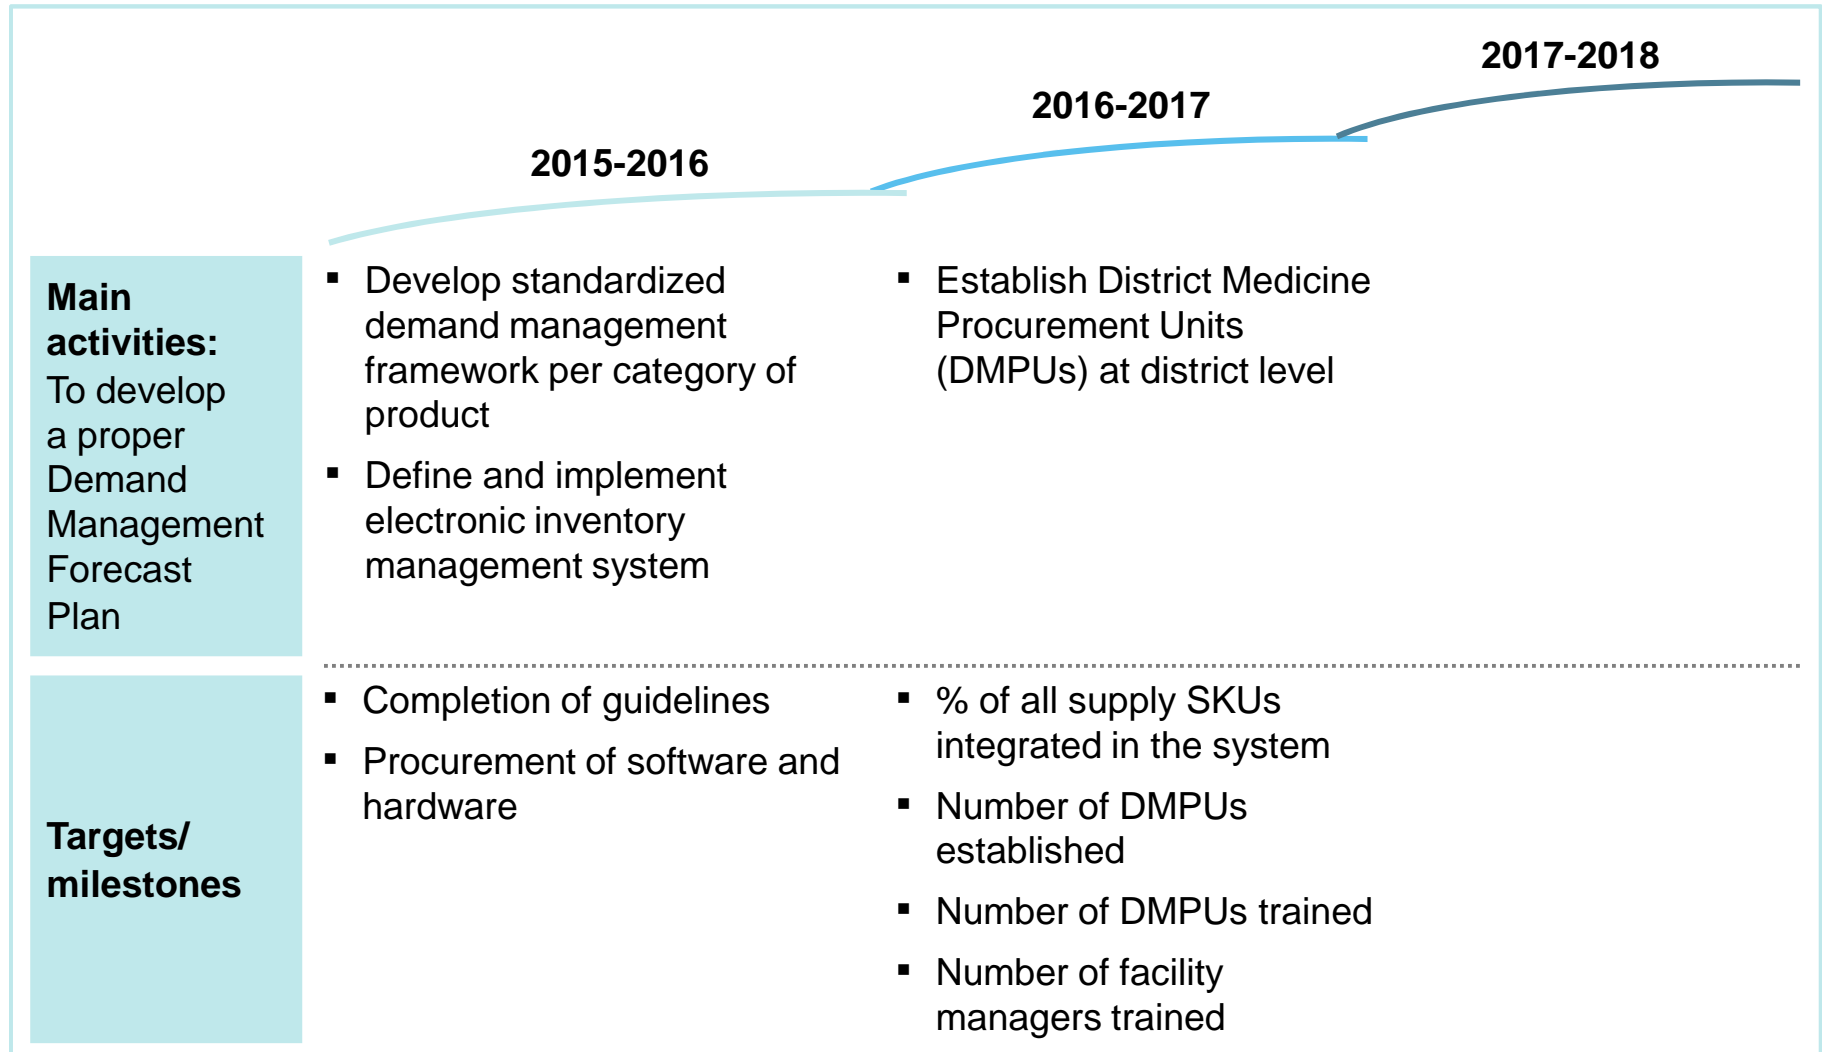 2017-2018
2016-2017
2015-2016
Main
activities:
To develop
a proper
Demand
Management
Forecast
Plan
▪ Develop standardized
demand management
framework per category of
product
▪ Define and implement
electronic inventory
management system
▪ Establish District Medicine
Procurement Units
(DMPUs) at district level
Targets/
milestones
▪ Completion of guidelines
▪ Procurement of software and
hardware
▪ % of all supply SKUs
integrated in the system
▪ Number of DMPUs
established
▪ Number of DMPUs trained
▪ Number of facility
managers trained